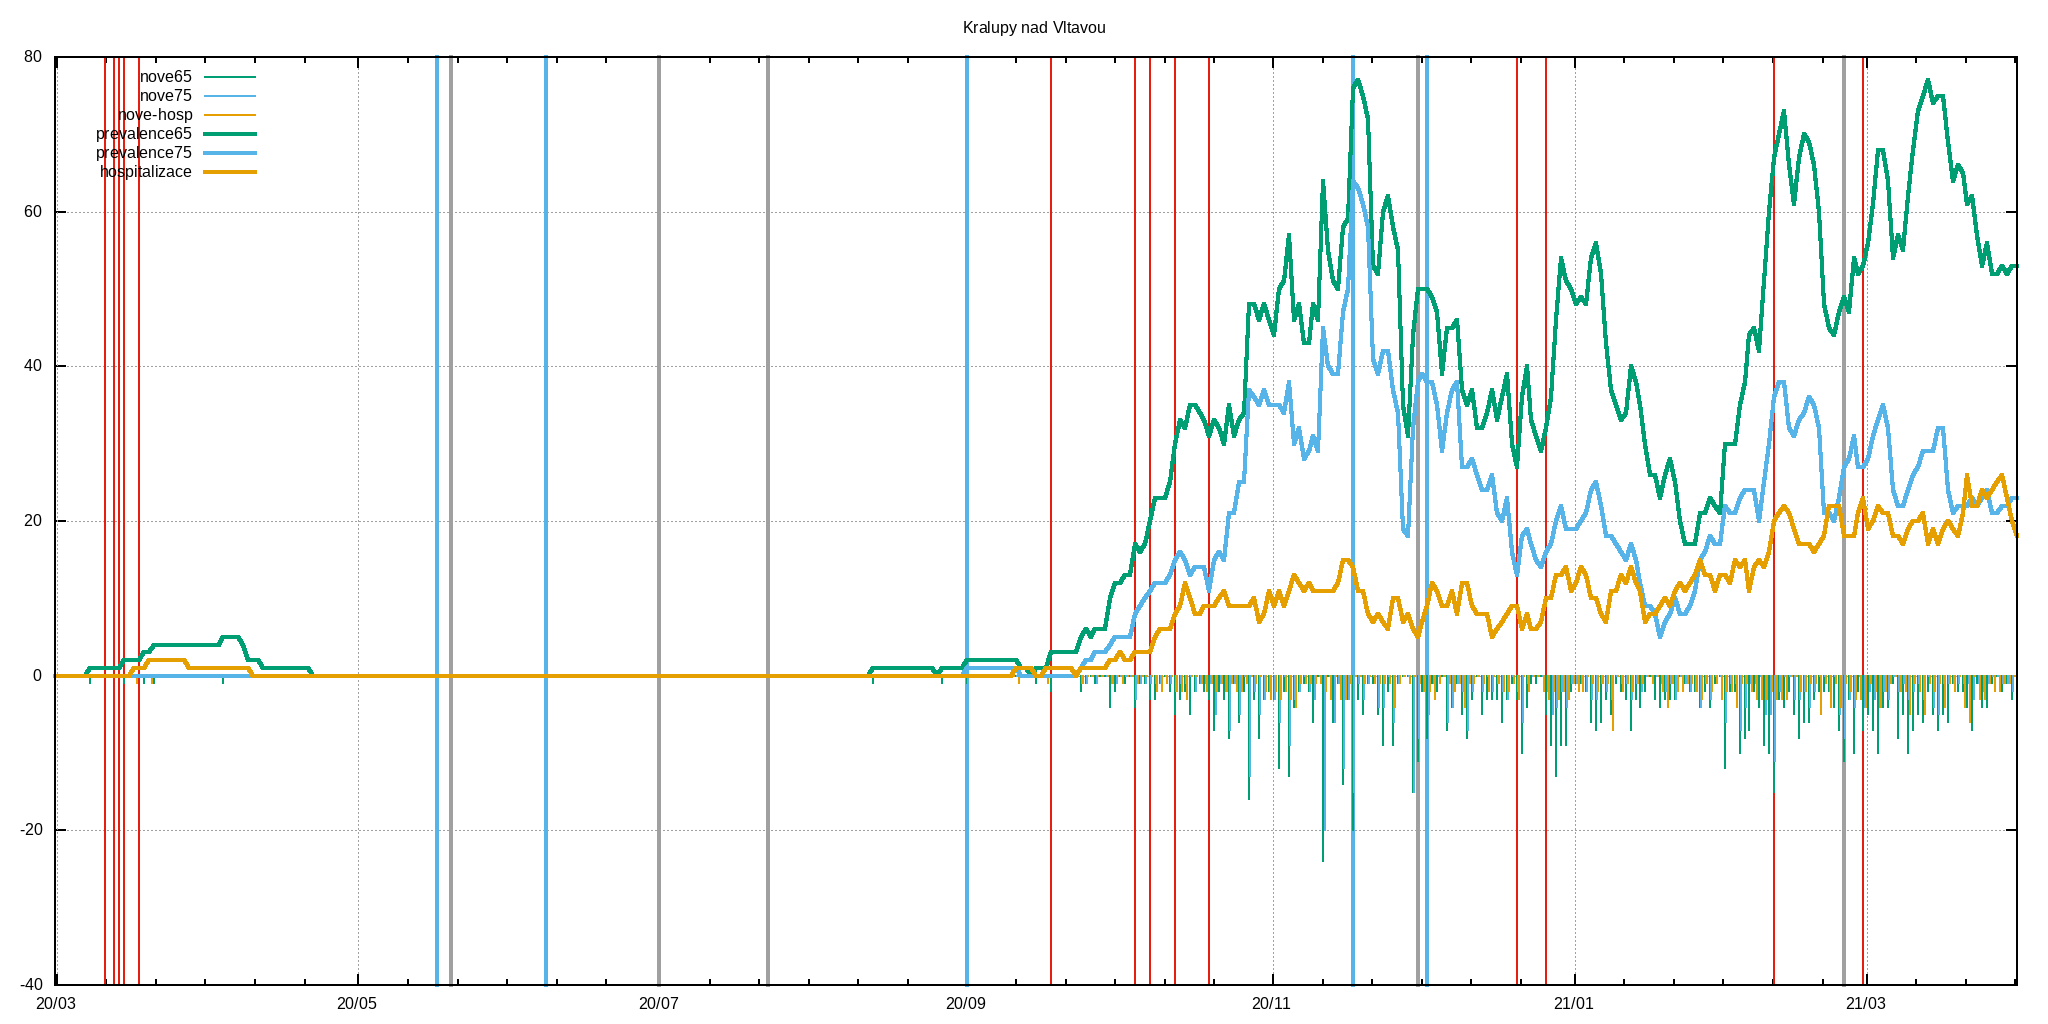 Kralupy nad Vltavou
80
nove65
nove75
nove-hosp
prevalence65
prevalence75
hospitalizace
60
40
20
0
-20
-40
20/03 20/05 20/07 20/09 20/11 21/01 21/03